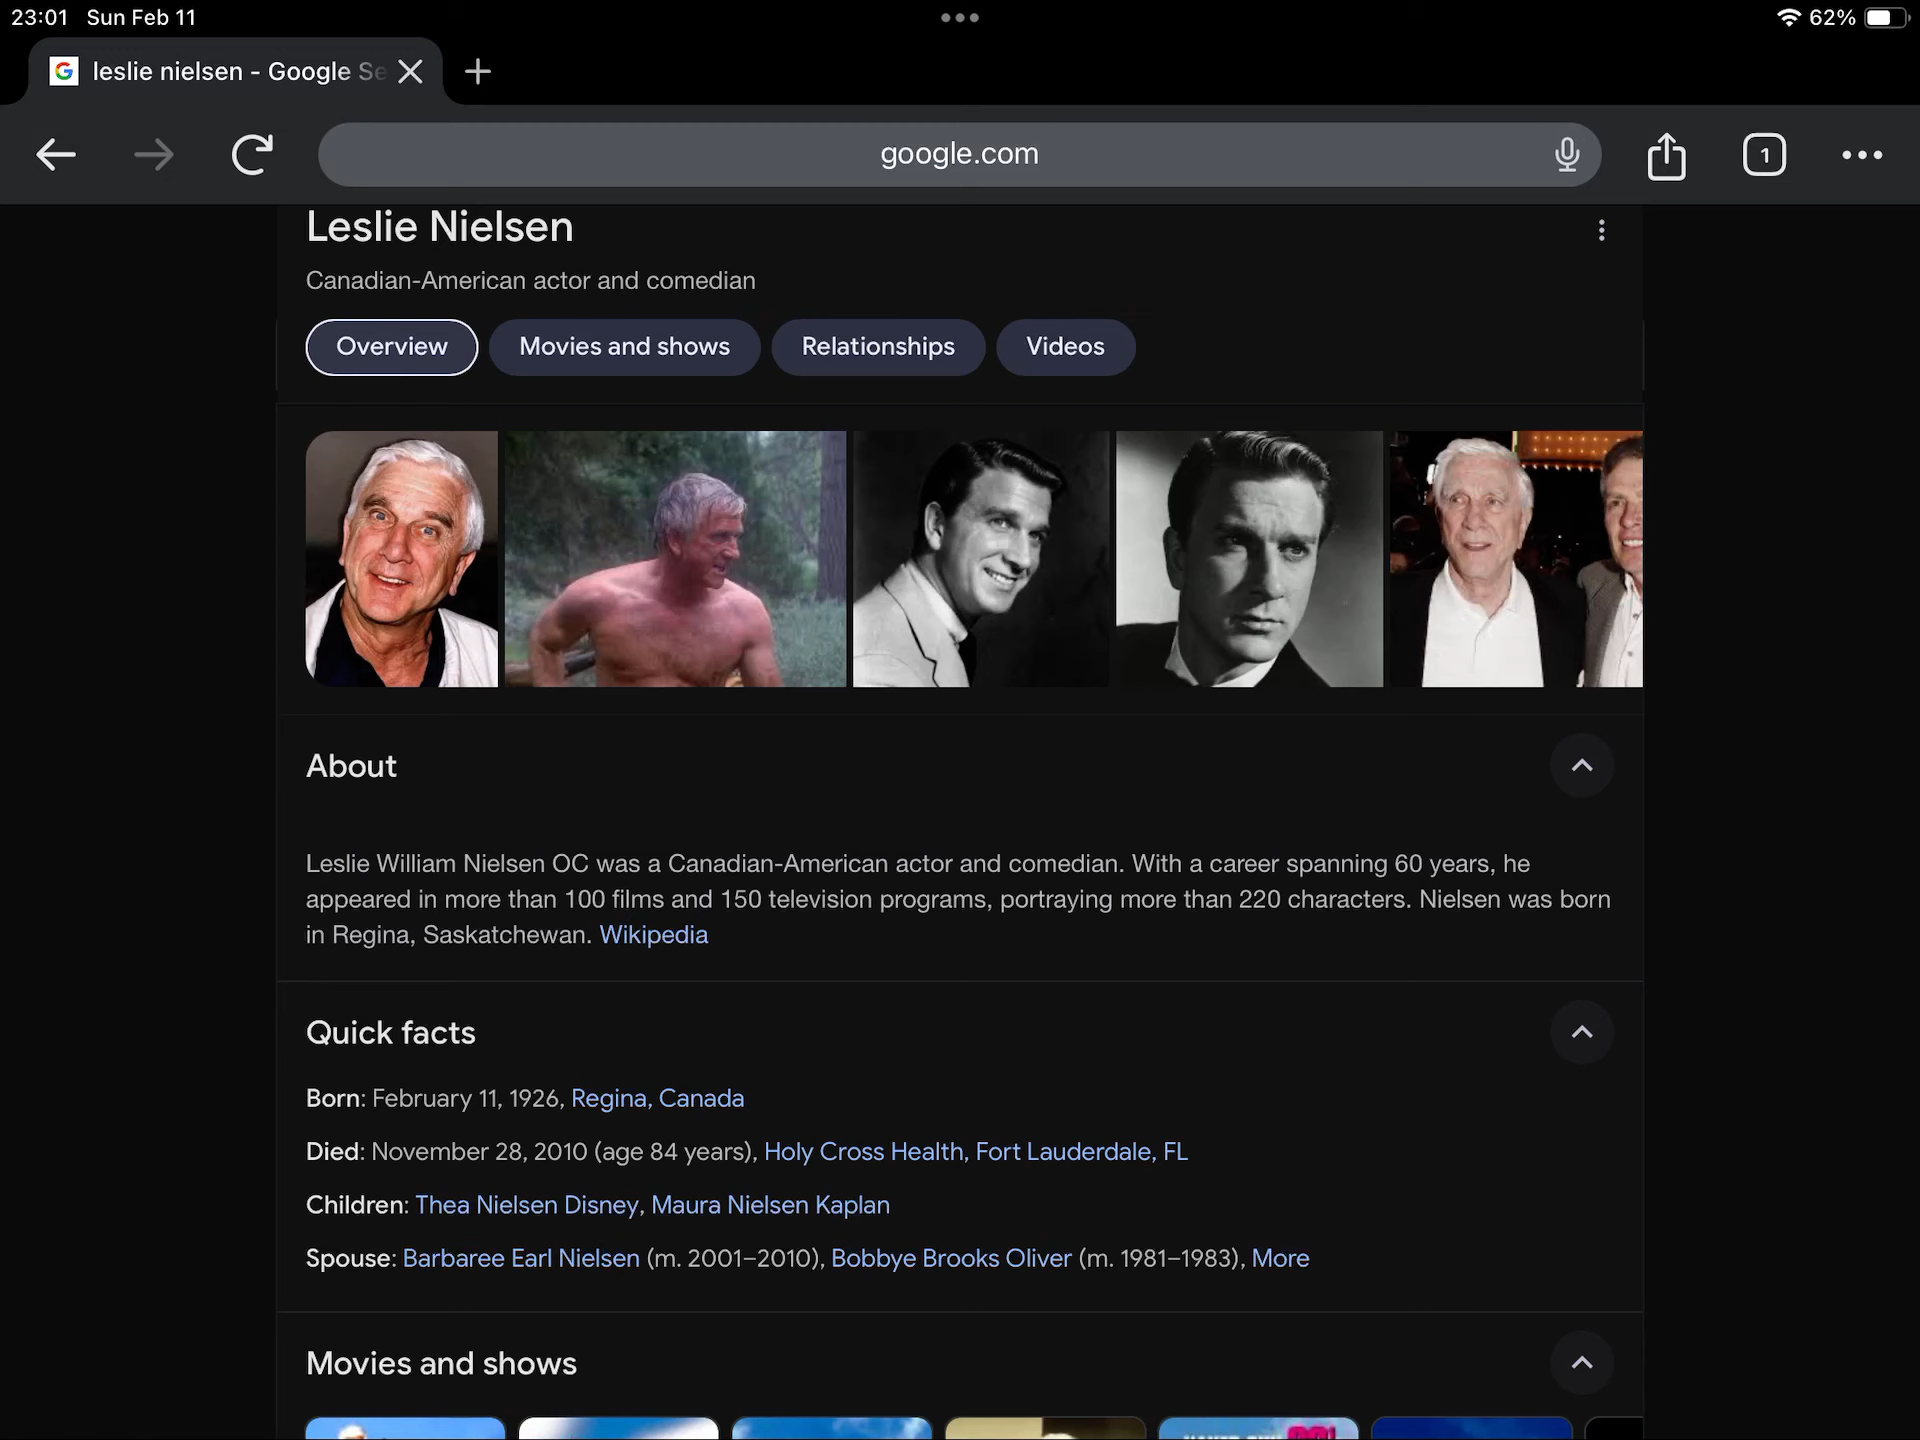 23:01 Sun Feb 11
62%
leslie nielsen - Google Se
google.com
1
Leslie Nielsen
Canadian-American actor and comedian
Overview Movies and shows Relationships Videos
About
Leslie William Nielsen OC was a Canadian-American actor and comedian. With a career spanning 60 years, he
appeared in more than 100 films and 150 television programs, portraying more than 220 characters. Nielsen was born
in Regina, Saskatchewan. Wikipedia
Quick facts
Born: February 11, 1926, Regina, Canada
Died: November 28, 2010 (age 84 years), Holy Cross Health, Fort Lauderdale, FL
Children: Thea Nielsen Disney, Maura Nielsen Kaplan
Spouse: Barbaree Earl Nielsen (m. 2001–2010), Bobbye Brooks Oliver (m. 1981–1983), More
Movies and shows